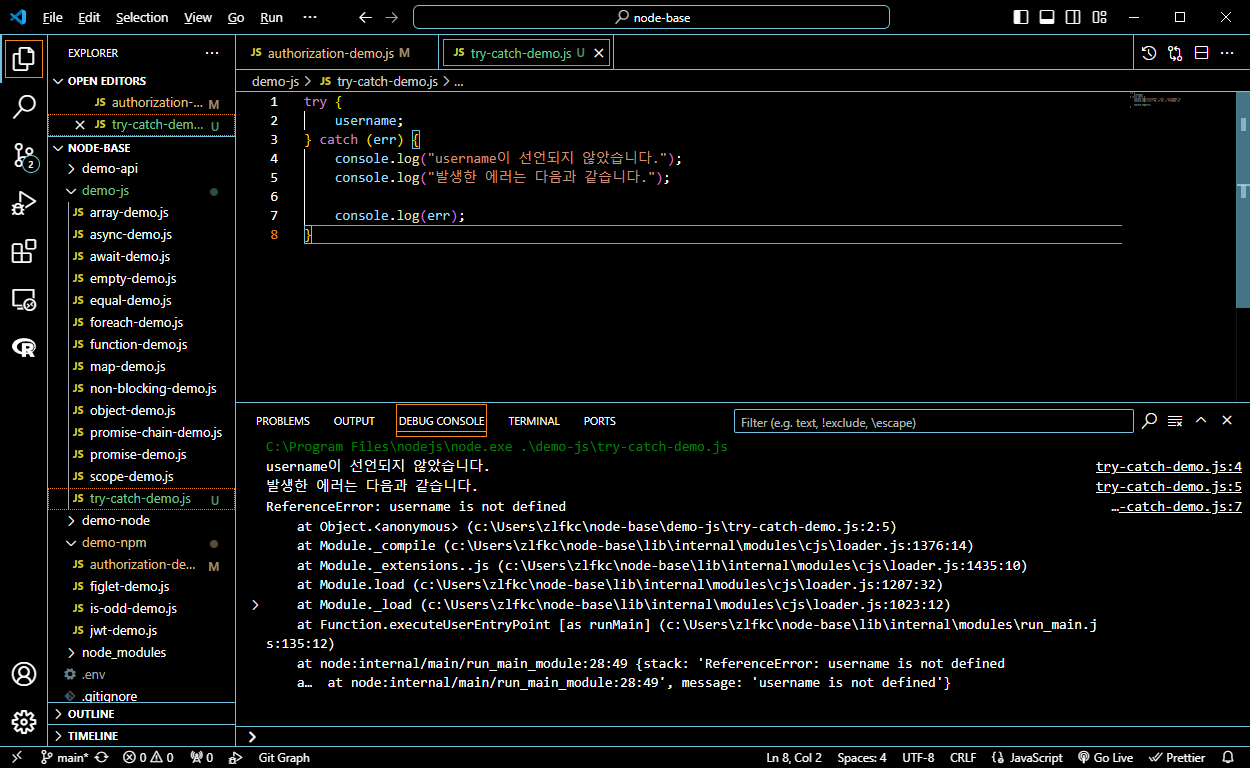 File Edit Selection View Go Run ··· node-base
EXPLORER ···
OPEN EDITORS
JS authorization-... M
JS try-catch-dem... U
NODE-BASE
demo-api
demo-js
JS array-demo.js
JS async-demo.js
JS await-demo.js
JS empty-demo.js
JS equal-demo.js
JS foreach-demo.js
JS function-demo.js
JS map-demo.js
JS non-blocking-demo.js
JS object-demo.js
JS promise-chain-demo.js
JS promise-demo.js
JS scope-demo.js
JS try-catch-demo.js U
demo-node
demo-npm
JS authorization-de... M
JS figlet-demo.js
JS is-odd-demo.js
JS jwt-demo.js
node_modules
.env
.gitignore
OUTLINE
TIMELINE
2
R
JS authorization-demo.js M JS try-catch-demo.js U
demo-js > JS try-catch-demo.js > ...
1 try {
2 username;
3 } catch (err) {
4 console.log("username이 선언되지 않았습니다.");
5 console.log("발생한 에러는 다음과 같습니다.");
6
7 console.log(err);
8 }
PROBLEMS OUTPUT DEBUG CONSOLE TERMINAL PORTS Filter (e.g. text, !exclude, \escape)
C:\Program Files\nodejs\node.exe .\demo-js\try-catch-demo.js
username이 선언되지 않았습니다. try-catch-demo.js:4
발생한 에러는 다음과 같습니다. try-catch-demo.js:5
ReferenceError: username is not defined …-catch-demo.js:7
at Object.<anonymous> (c:\Users\zlfkc\node-base\demo-js\try-catch-demo.js:2:5)
at Module._compile (c:\Users\zlfkc\node-base\lib\internal\modules\cjs\loader.js:1376:14)
at Module._extensions..js (c:\Users\zlfkc\node-base\lib\internal\modules\cjs\loader.js:1435:10)
at Module.load (c:\Users\zlfkc\node-base\lib\internal\modules\cjs\loader.js:1207:32)
at Module._load (c:\Users\zlfkc\node-base\lib\internal\modules\cjs\loader.js:1023:12)
at Function.executeUserEntryPoint [as runMain] (c:\Users\zlfkc\node-base\lib\internal\modules\run_main.j
s:135:12)
at node:internal/main/run_main_module:28:49 {stack: 'ReferenceError: username is not defined
a… at node:internal/main/run_main_module:28:49', message: 'username is not defined'}
main* 0 0 0 Git Graph Ln 8, Col 2 Spaces: 4 UTF-8 CRLF {} JavaScript Go Live Prettier